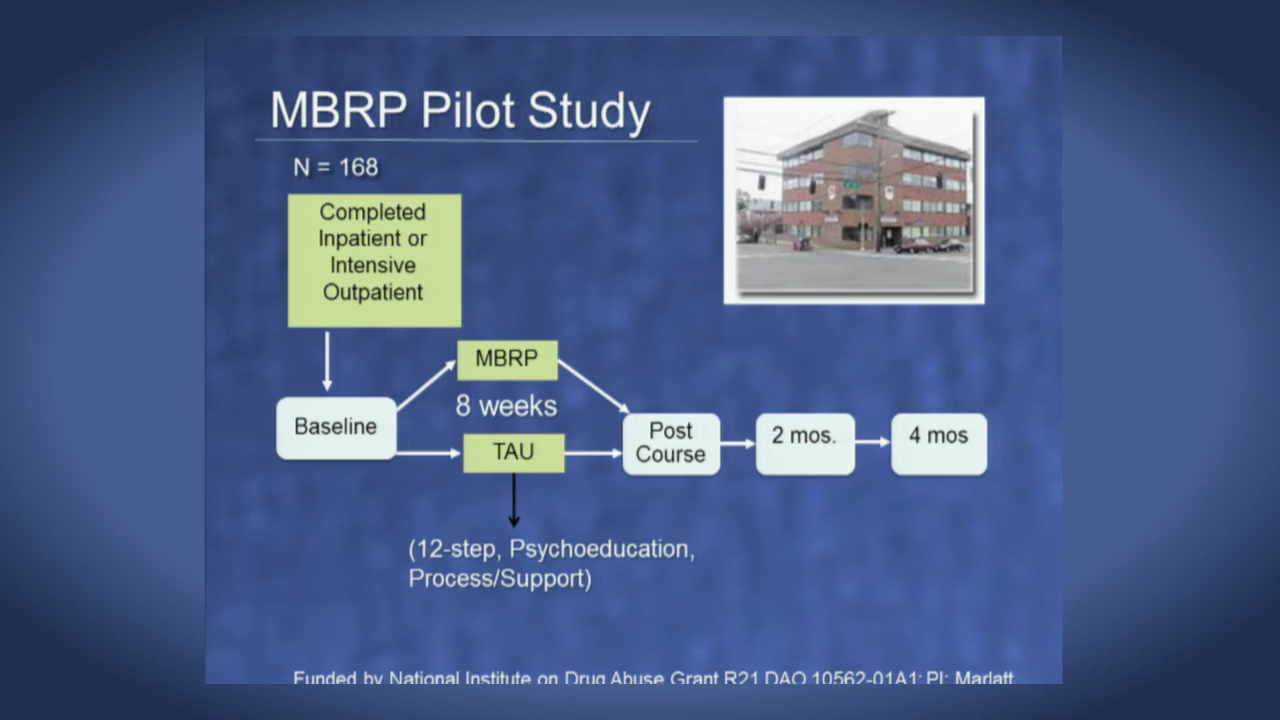 MBRP Pilot Study
N = 168
Completed
Inpatient or
Intensive
Outpatient
MBRP
8 weeks
Baseline
TAU
Post
Course
2 mos.
4 mos
(12-step, Psychoeducation,
Process/Support)
Funded by National Institute on Drug Abuse Grant R21 DAO 10562-01A1; PI: Marlatt